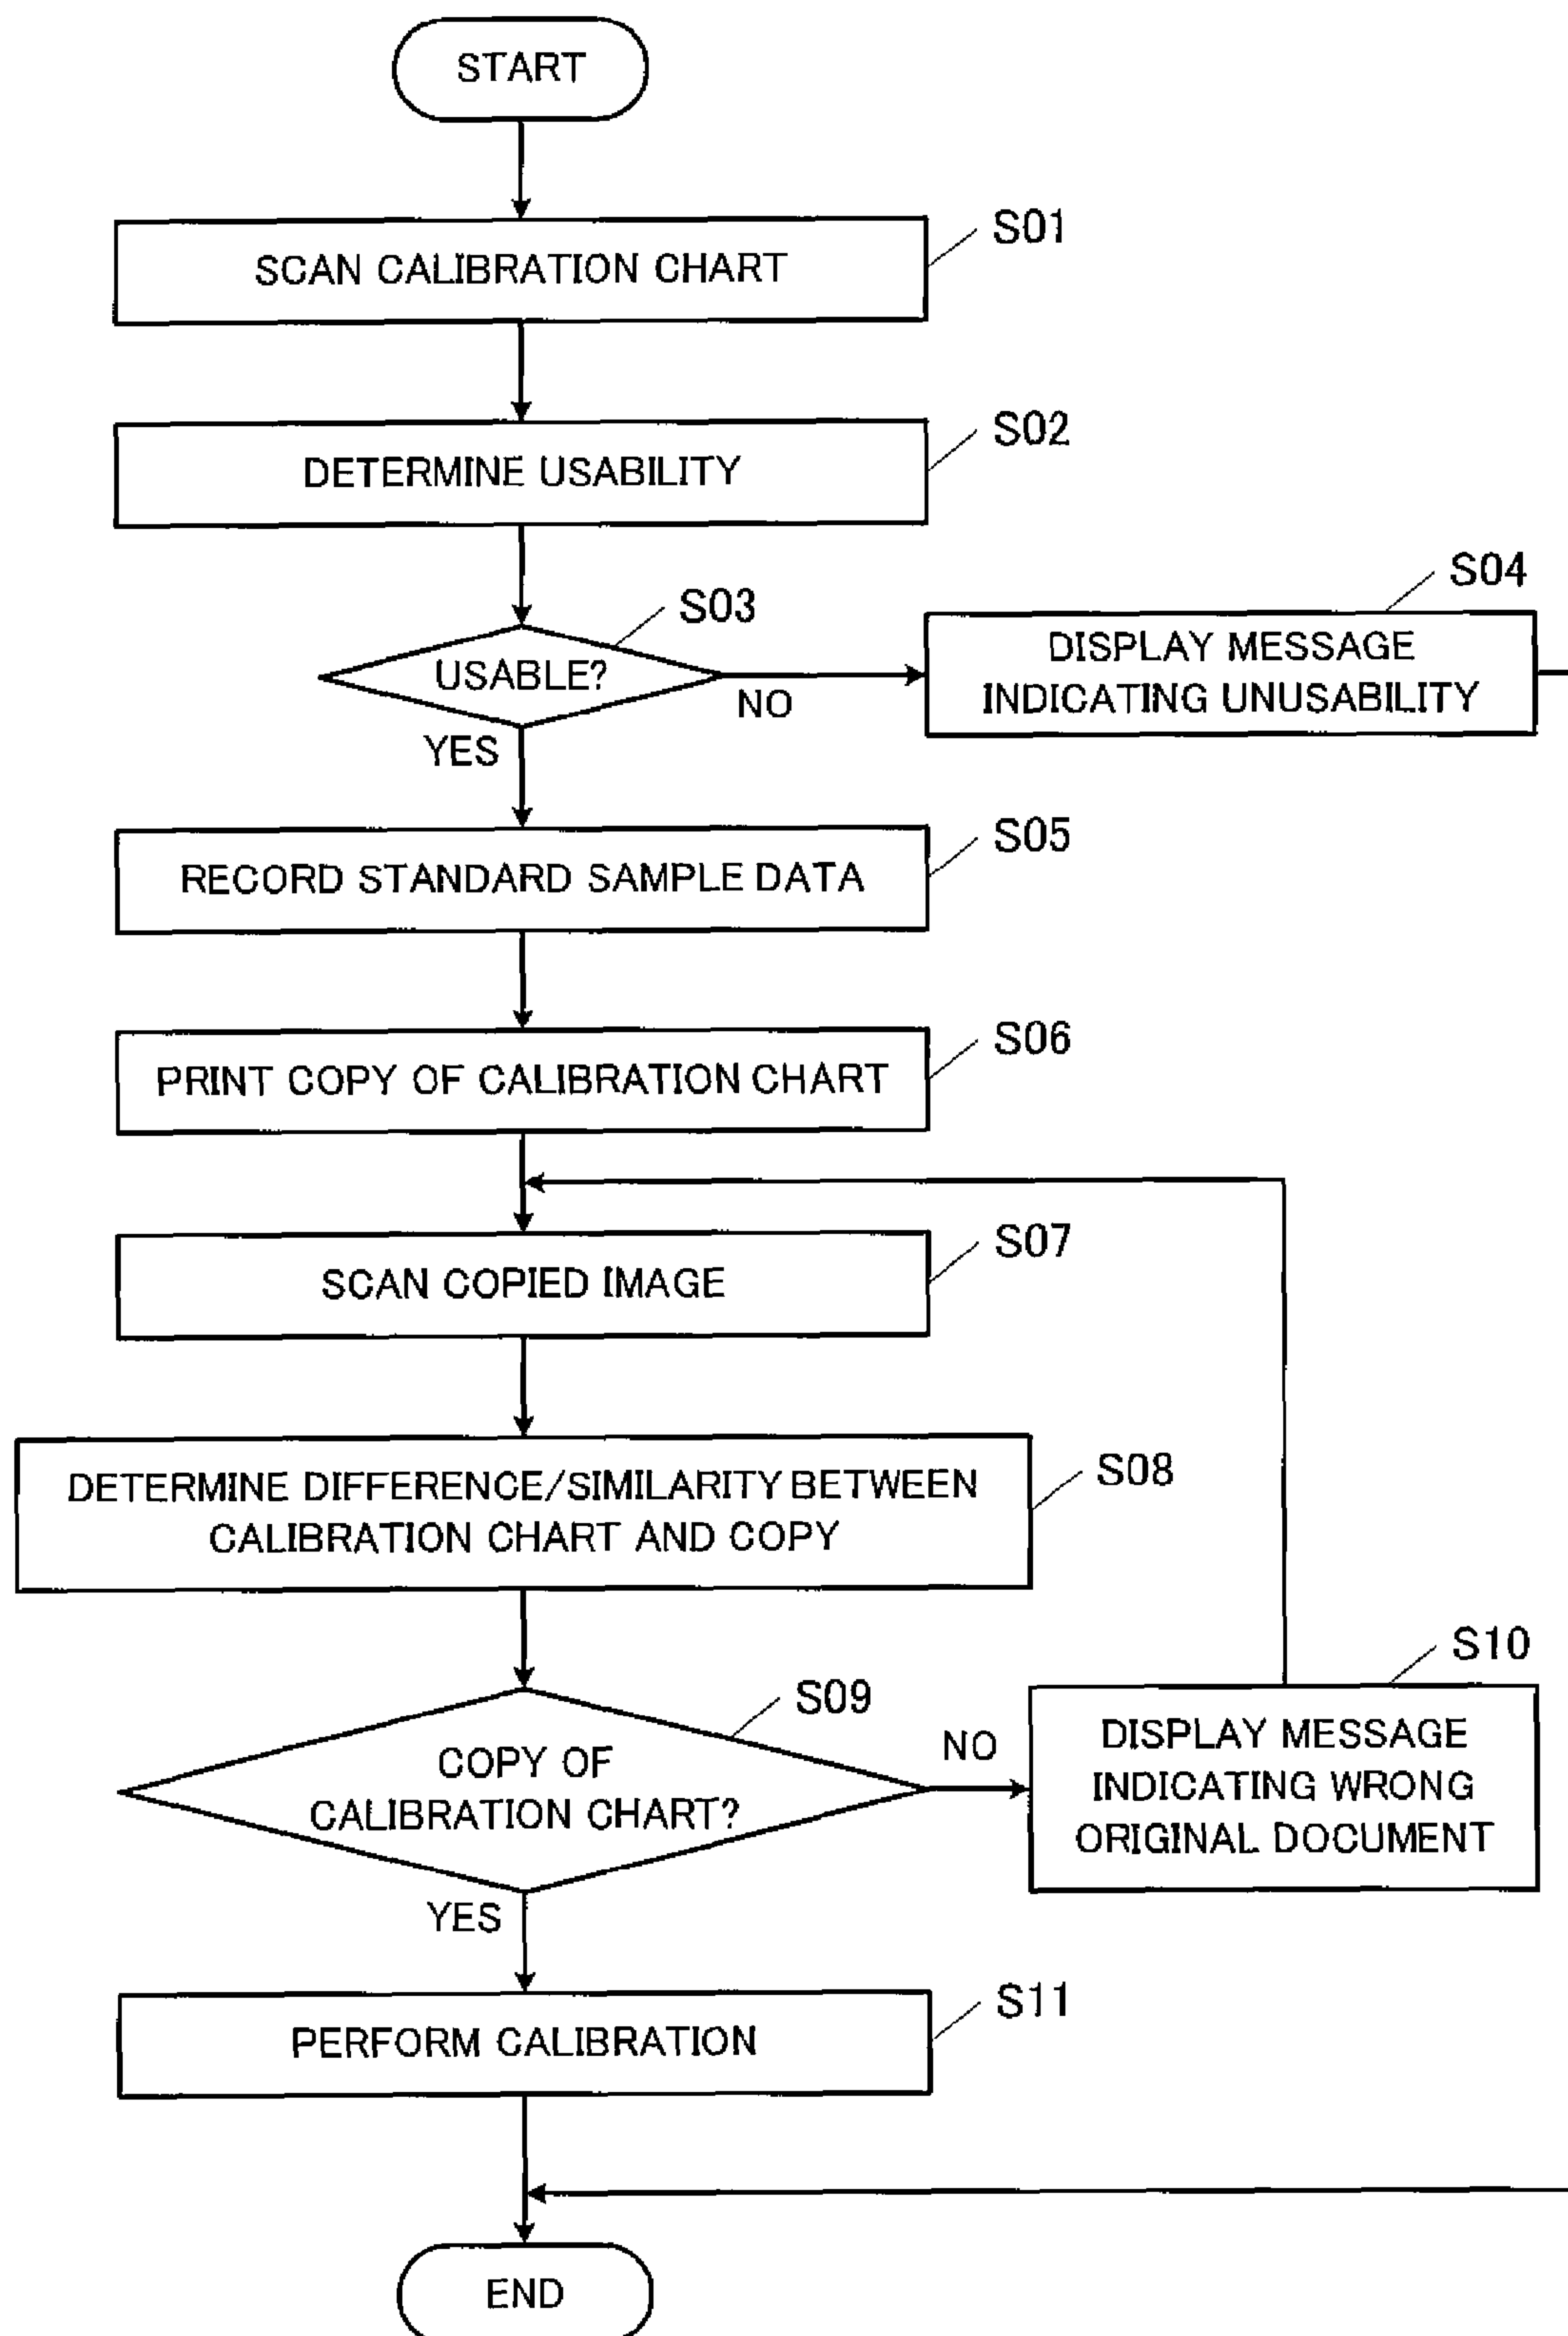 START
S01
SCAN CALIBRATION CHART
S02
DETERMINE USABILITY
S03
USABLE?
NO
YES
S04
DISPLAY MESSAGE
INDICATING UNUSABILITY
S05
RECORD STANDARD SAMPLE DATA
S06
PRINT COPY OF CALIBRATION CHART
S07
SCAN COPIED IMAGE
S08
DETERMINE DIFFERENCE/SIMILARITY BETWEEN
CALIBRATION CHART AND COPY
S09
COPY OF
CALIBRATION CHART?
NO
YES
S10
DISPLAY MESSAGE
INDICATING WRONG
ORIGINAL DOCUMENT
S11
PERFORM CALIBRATION
END